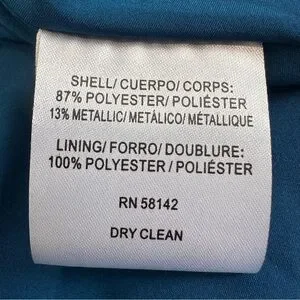 SHELL/ CUERPO/ CORPS:
87% POLYESTER/ POLIÉSTER
13% METALLIC/ METÁLICO/ MÉTALLIQUE
LINING/ FORRO/ DOUBLURE:
100% POLYESTER/ POLIÉSTER
RN 58142
DRY CLEAN